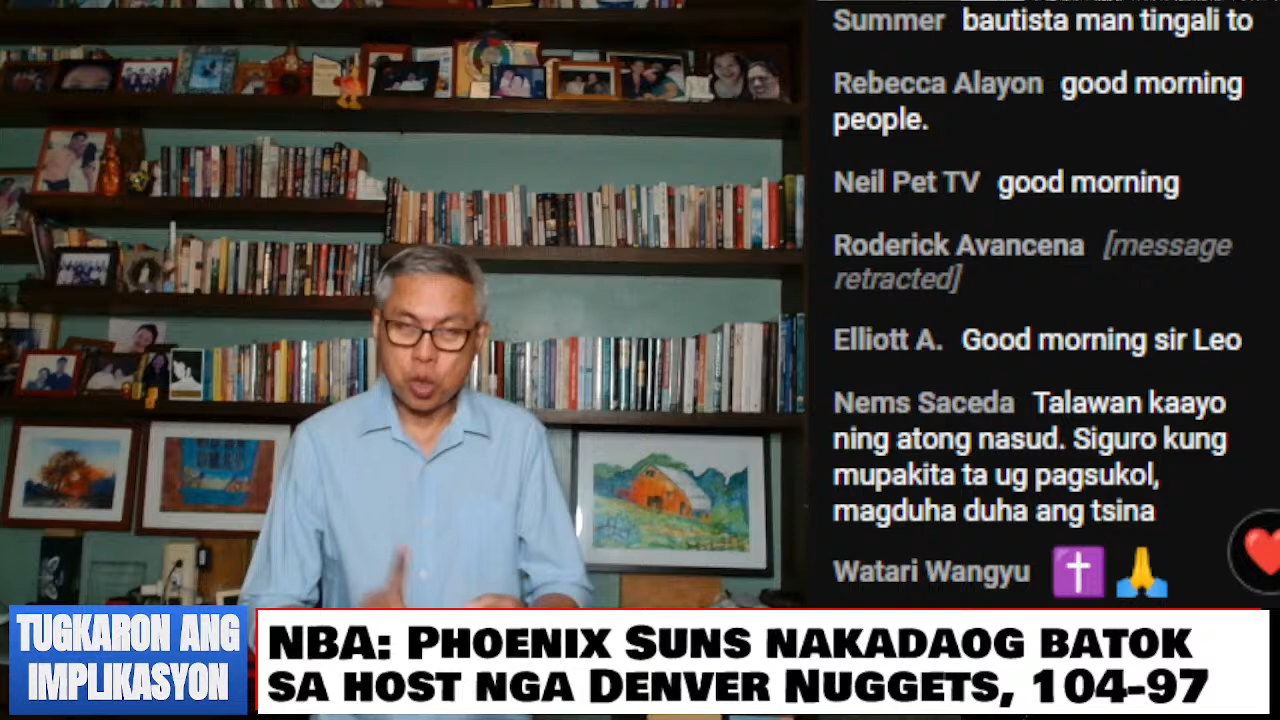 Summer bautista man tingali to
Rebecca Alayon good morning
people.
Neil Pet TV good morning
Roderick Avancena [message
retracted]
Elliott A. Good morning sir Leo
Nems Saceda Talawan kaayo
ning atong nasud. Siguro kung
mupakita ta ug pagsukol,
magduha duha ang tsina
Watari Wangyu ✝️ 🙏
TUGKARON ANG
IMPLIKASYON
NBA: PHOENIX SUNS NAKADAOG BATOK
SA HOST NGA DENVER NUGGETS, 104-97